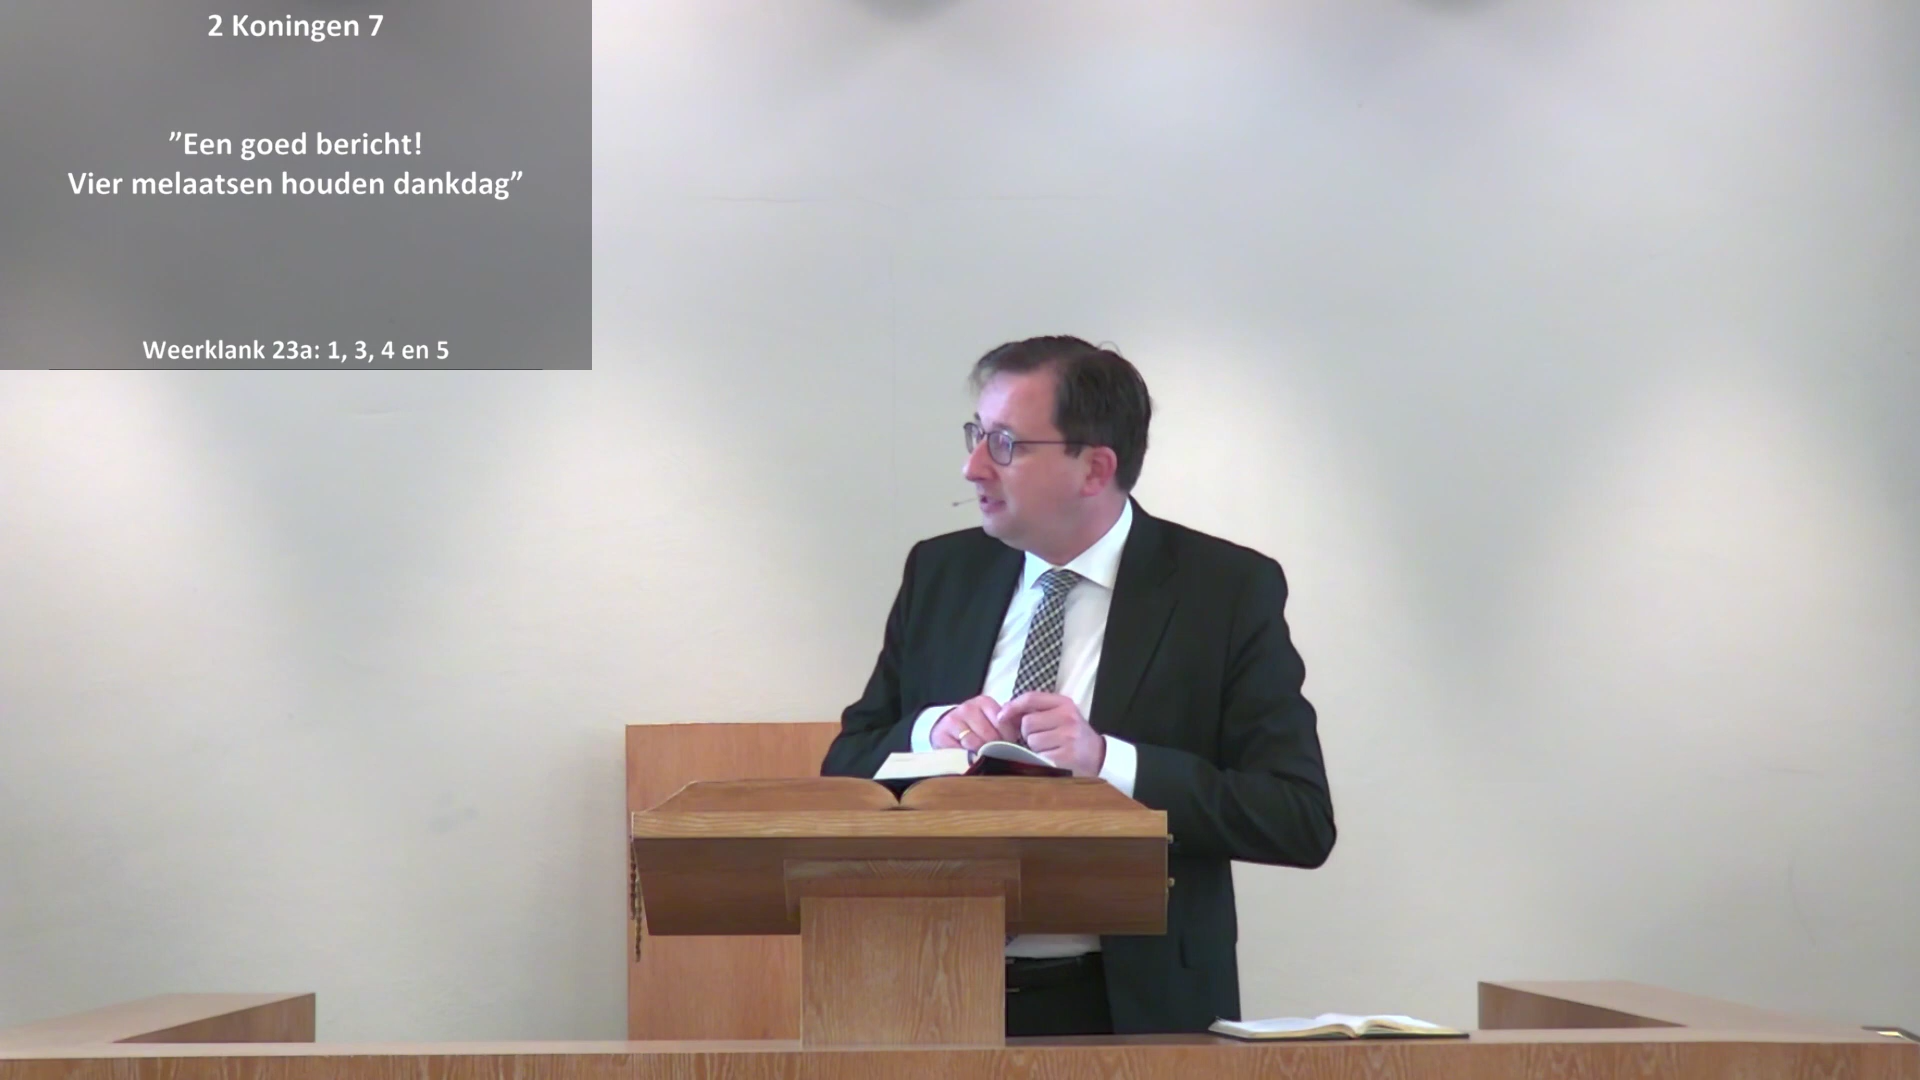 2 Koningen 7
”Een goed bericht!
Vier melaatsen houden dankdag”
Weerklank 23a: 1, 3, 4 en 5